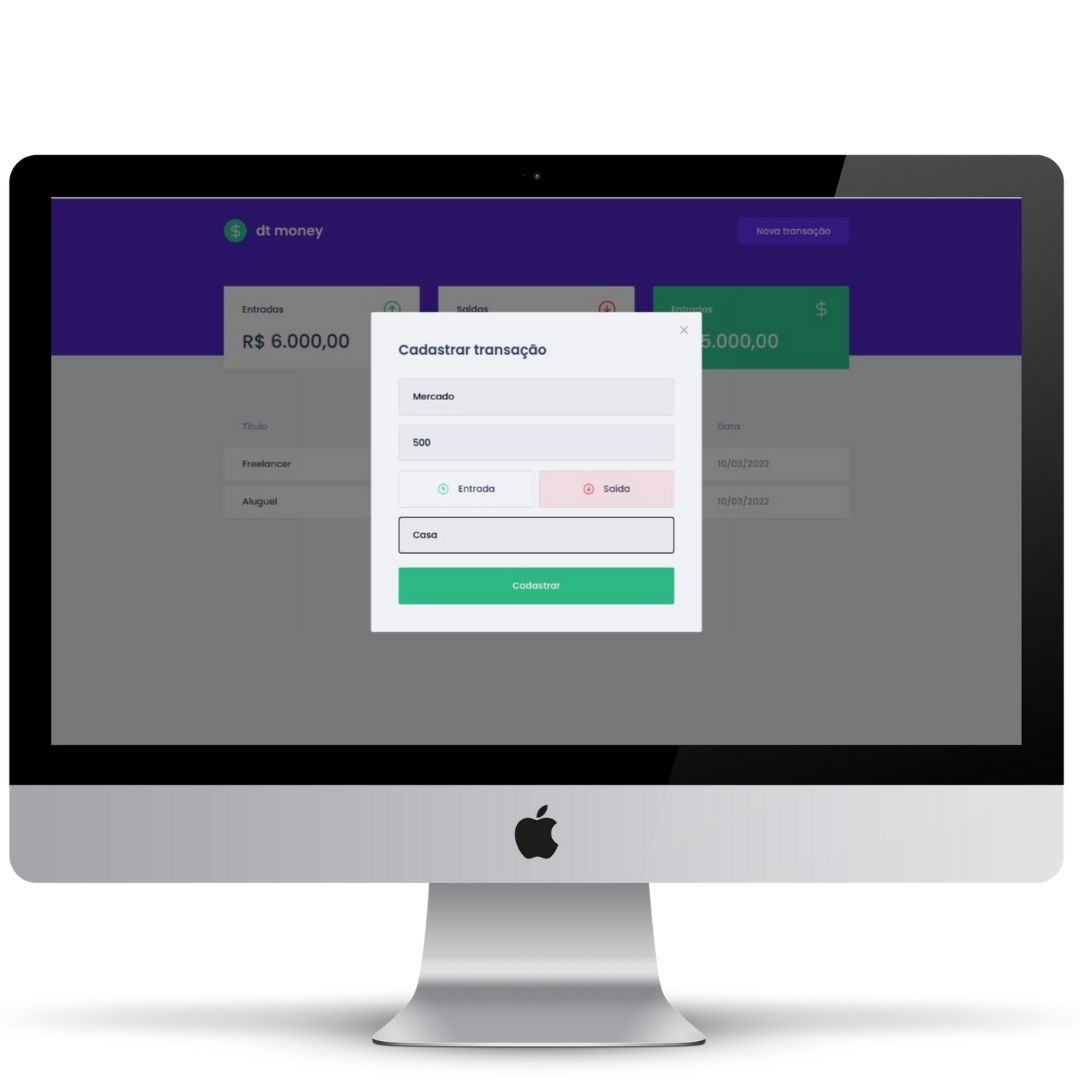 dt money
Nova transação
Entradas
Saídas
Entradas
R$ 6.000,00
5.000,00
Cadastrar transação
Mercado
500
Entrada
Saída
Casa
Cadastrar
Título
Data
Freelancer
10/03/2022
Aluguel
10/03/2022